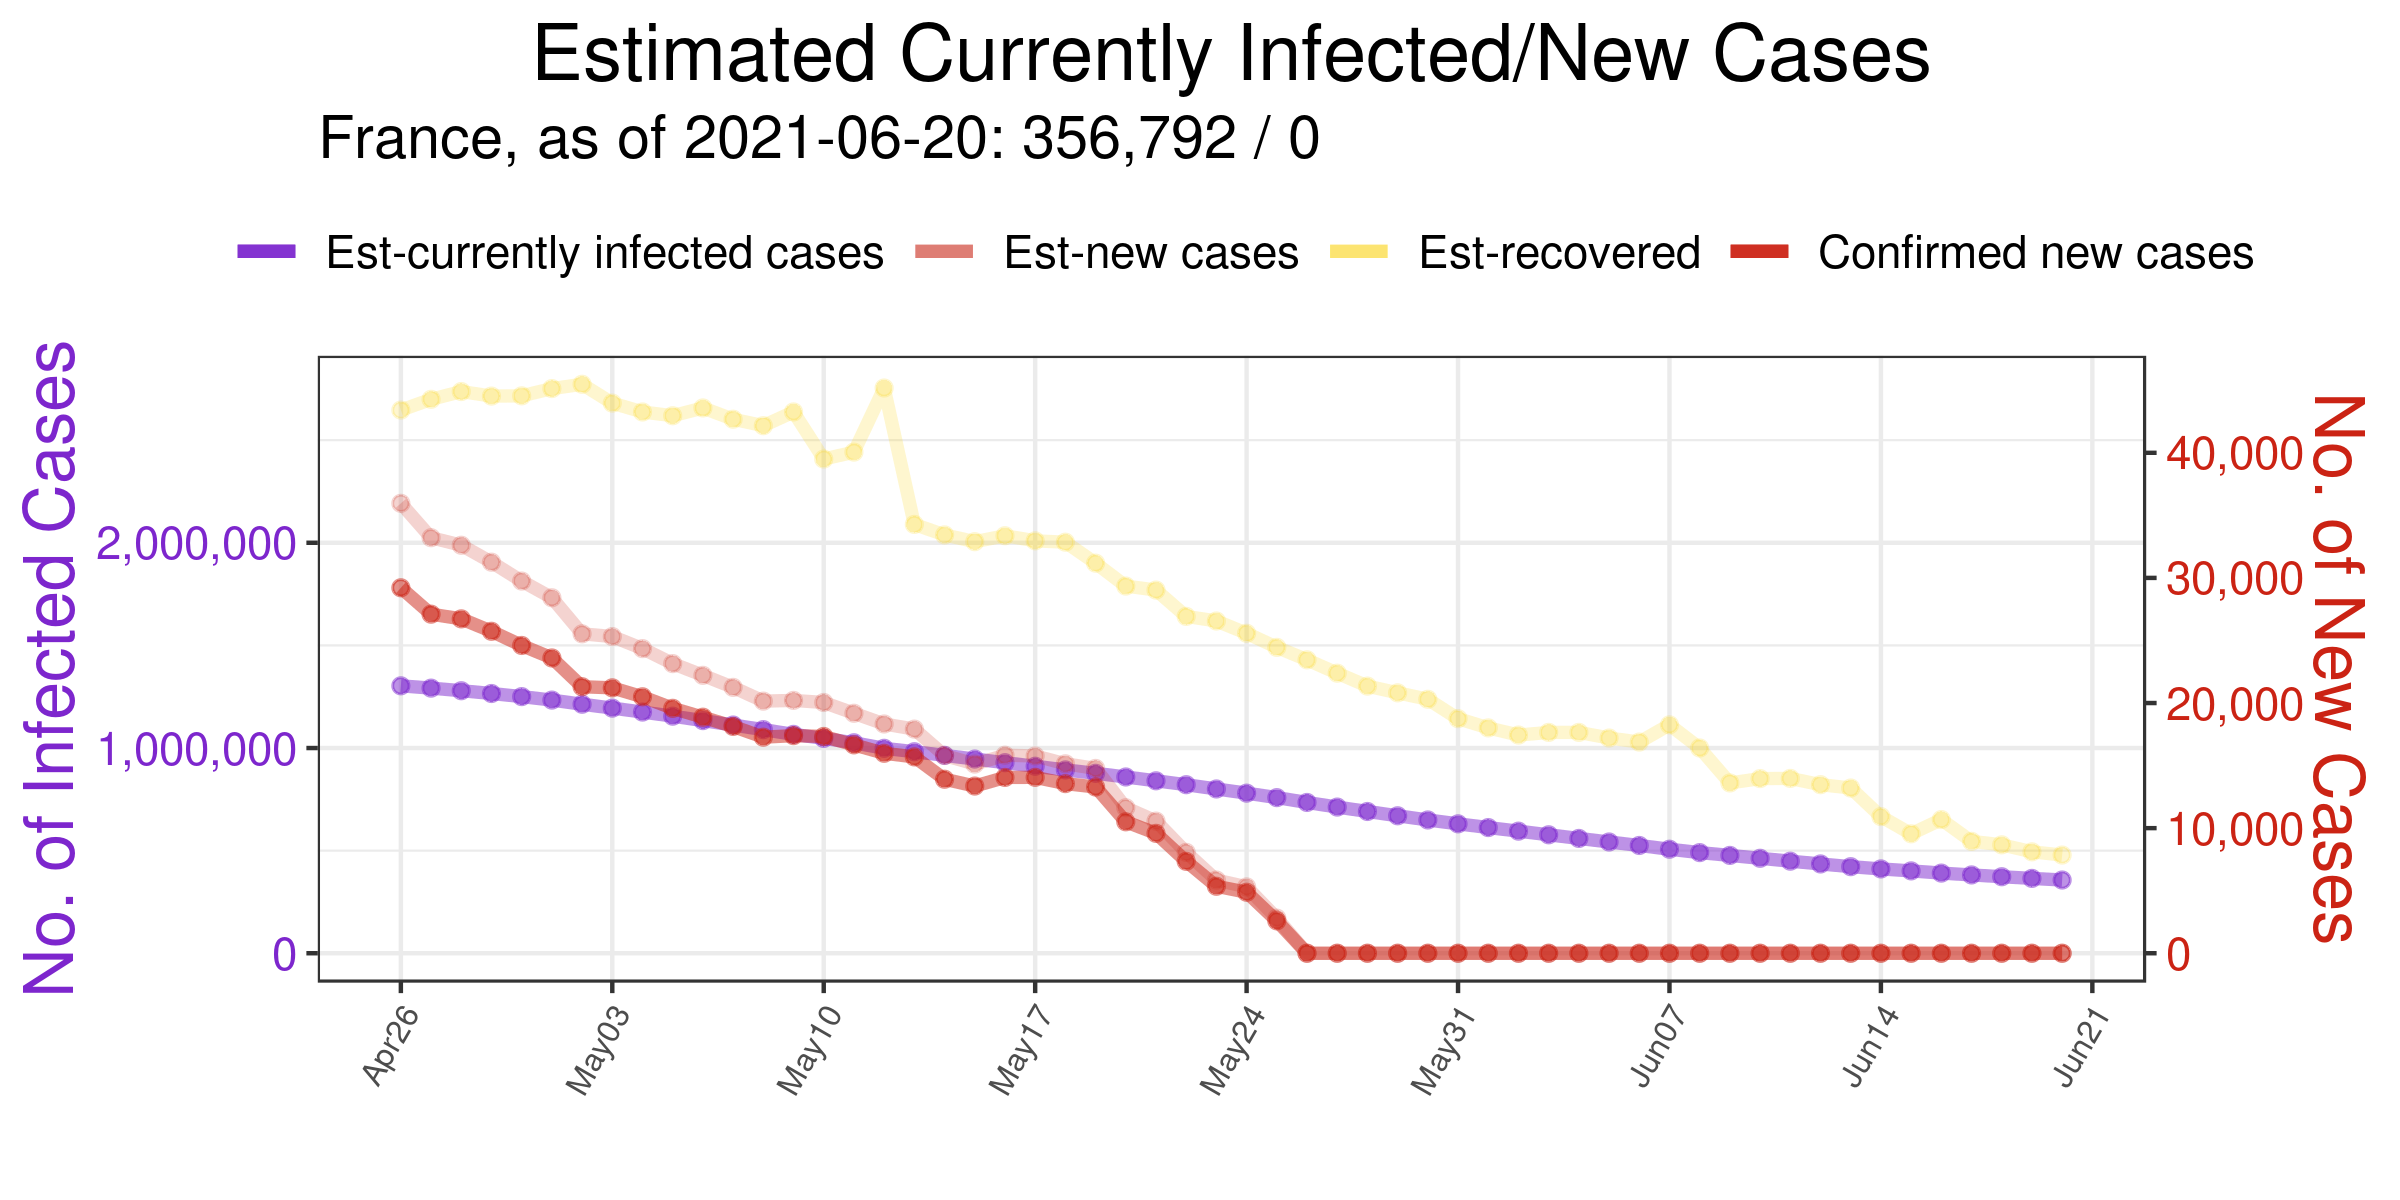 Estimated Currently Infected/New Cases
France, as of 2021-06-20: 356,792 / 0
Est-currently infected cases Est-new cases Est-recovered Confirmed new cases
No. of Infected Cases
2,000,000
1,000,000
0
40,000
30,000
20,000
10,000
0
No. of New Cases
Apr26 May03 May10 May17 May24 May31 Jun07 Jun14 Jun21